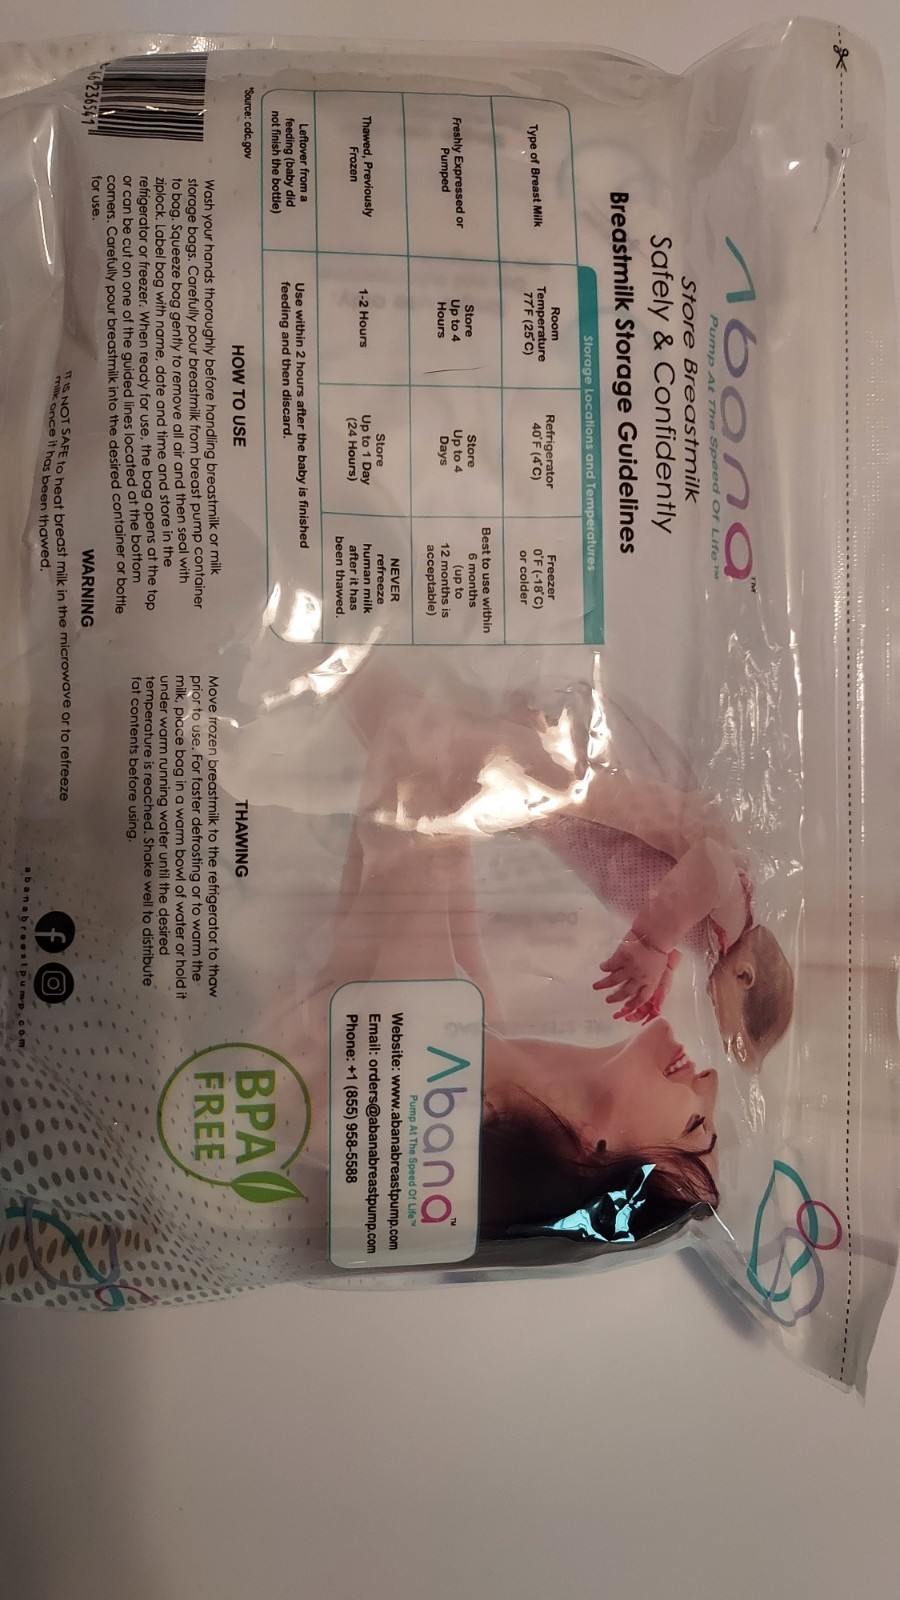 Abana™
Pump At The Speed Of Life™
Store Breastmilk
Safely & Confidently
Breastmilk Storage Guidelines
Storage Locations and Temperatures
Type of Breast Milk
Room
Temperature
77°F (25°C)
Refrigerator
40°F (4°C)
Freezer
0°F (-18°C)
or colder
Freshly Expressed or
Pumped
Store
Up to 4
Hours
Store
Up to 4
Days
Best to use within
6 months
(up to
12 months is
acceptable)
Thawed, Previously
Frozen
1-2 Hours
Store
Up to 1 Day
(24 Hours)
NEVER
refreeze
human milk
after it has
been thawed.
Leftover from a
feeding (baby did
not finish the bottle)
Use within 2 hours after the baby is finished
feeding and then discard.
*Source: cdc.gov
HOW TO USE
Wash your hands thoroughly before handling breastmilk or milk
storage bags. Carefully pour breastmilk from breast pump container
to bag. Squeeze bag gently to remove all air and then seal with
ziplock. Label bag with name, date and time and store in the
refrigerator or freezer. When ready for use, the bag opens at the top
or can be cut on one of the guided lines located at the bottom
corners. Carefully pour breastmilk into the desired container or bottle
for use.
THAWING
Move frozen breastmilk to the refrigerator to thaw
prior to use. For faster defrosting or to warm the
milk, place bag in a warm bowl of water or hold it
under warm running water until the desired
temperature is reached. Shake well to distribute
fat contents before using.
WARNING
IT IS NOT SAFE to heat breast milk in the microwave or to refreeze
milk once it has been thawed.
Abana™
Pump At The Speed Of Life™
Website: www.abanabreastpump.com
Email: orders@abanabreastpump.com
Phone: +1 (855) 958-5588
BPA
FREE
abanabreastpump.com